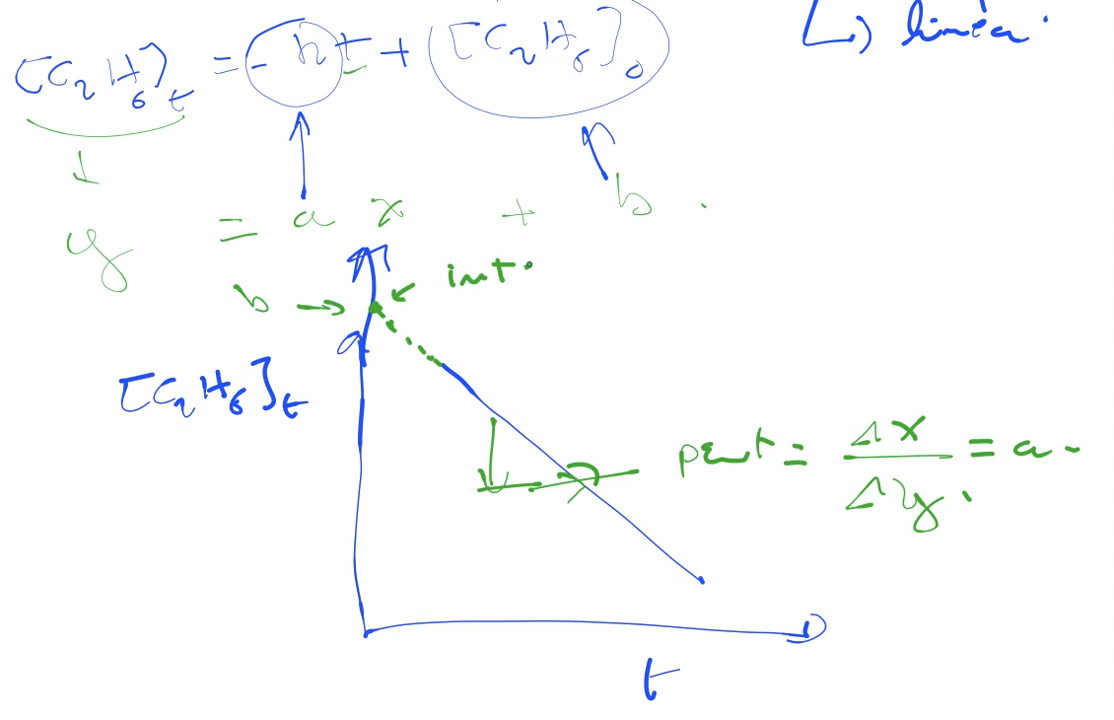 ↳ linéa
[C₂H₆]ₜ = - kt + [C₂H₆]₀
y = a x + b .
b → ← int.
[C₂H₆]ₜ
pent = Δx / Δy . = a -
t